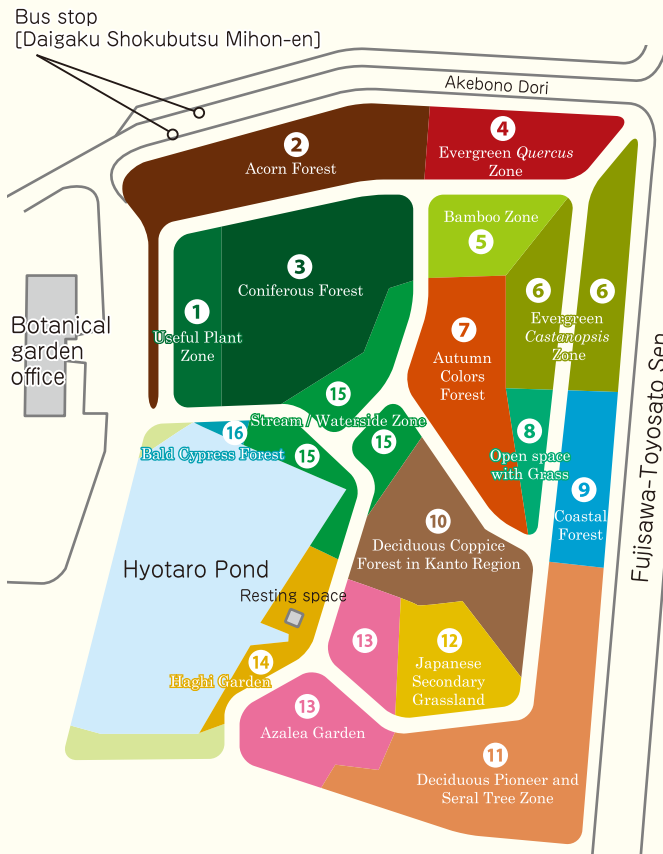 Bus stop
[Daigaku Shokubutsu Mihon-en]
Akebono Dori
2
Acorn Forest
4
Evergreen Quercus
Zone
Bamboo Zone
5
3
Coniferous Forest
1
Useful Plant
Zone
6
6
Evergreen
Castanopsis
Zone
7
Autumn
Colors
Forest
Botanical
garden
office
Fujisawa-Toyosato Sen
15
Stream / Waterside Zone
15
15
16
Bald Cypress Forest
8
Open space
with Grass
9
Coastal
Forest
10
Deciduous Coppice
Forest in Kanto Region
Hyotaro Pond
Resting space
13
12
Japanese
Secondary
Grassland
14
Haghi Garden
13
Azalea Garden
11
Deciduous Pioneer and
Seral Tree Zone